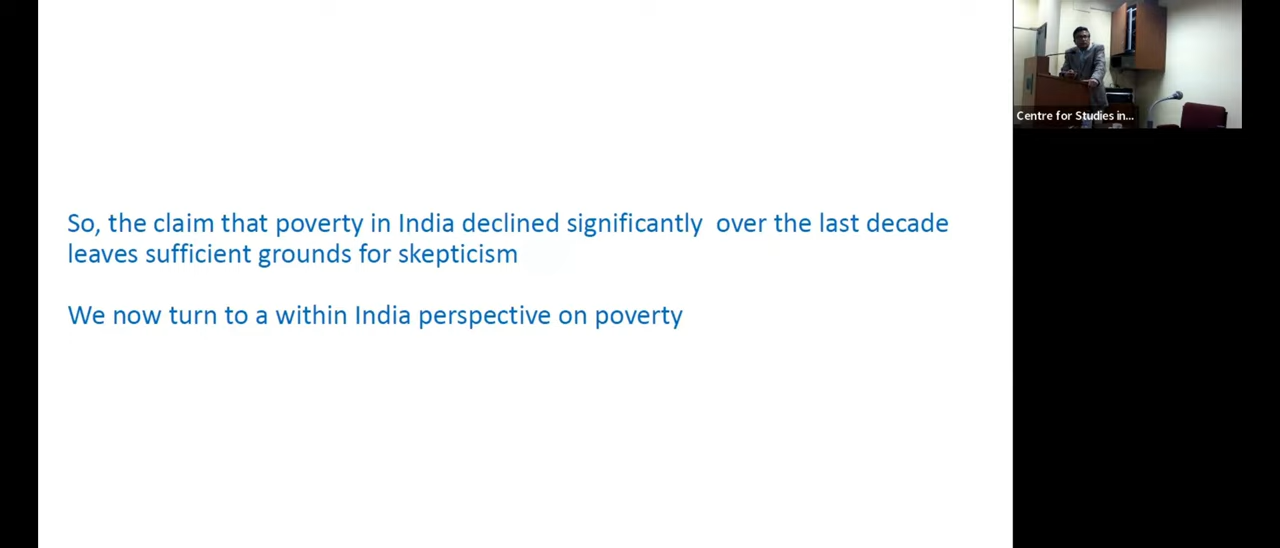 So, the claim that poverty in India declined significantly  over the last decade
leaves sufficient grounds for skepticism
We now turn to a within India perspective on poverty
Centre for Studies in...